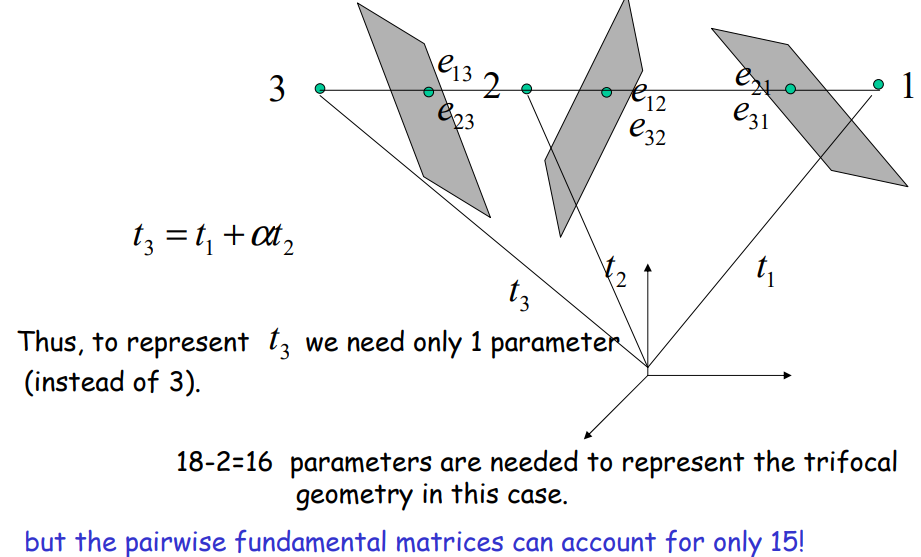 3 e₁₃ 2 e₁₂ e₂₁ 1
e₂₃ e₃₂ e₃₁
t₃ = t₁ + αt₂
t₃ t₂ t₁
Thus, to represent t₃ we need only 1 parameter
(instead of 3).
18-2=16 parameters are needed to represent the trifocal
geometry in this case.
but the pairwise fundamental matrices can account for only 15!